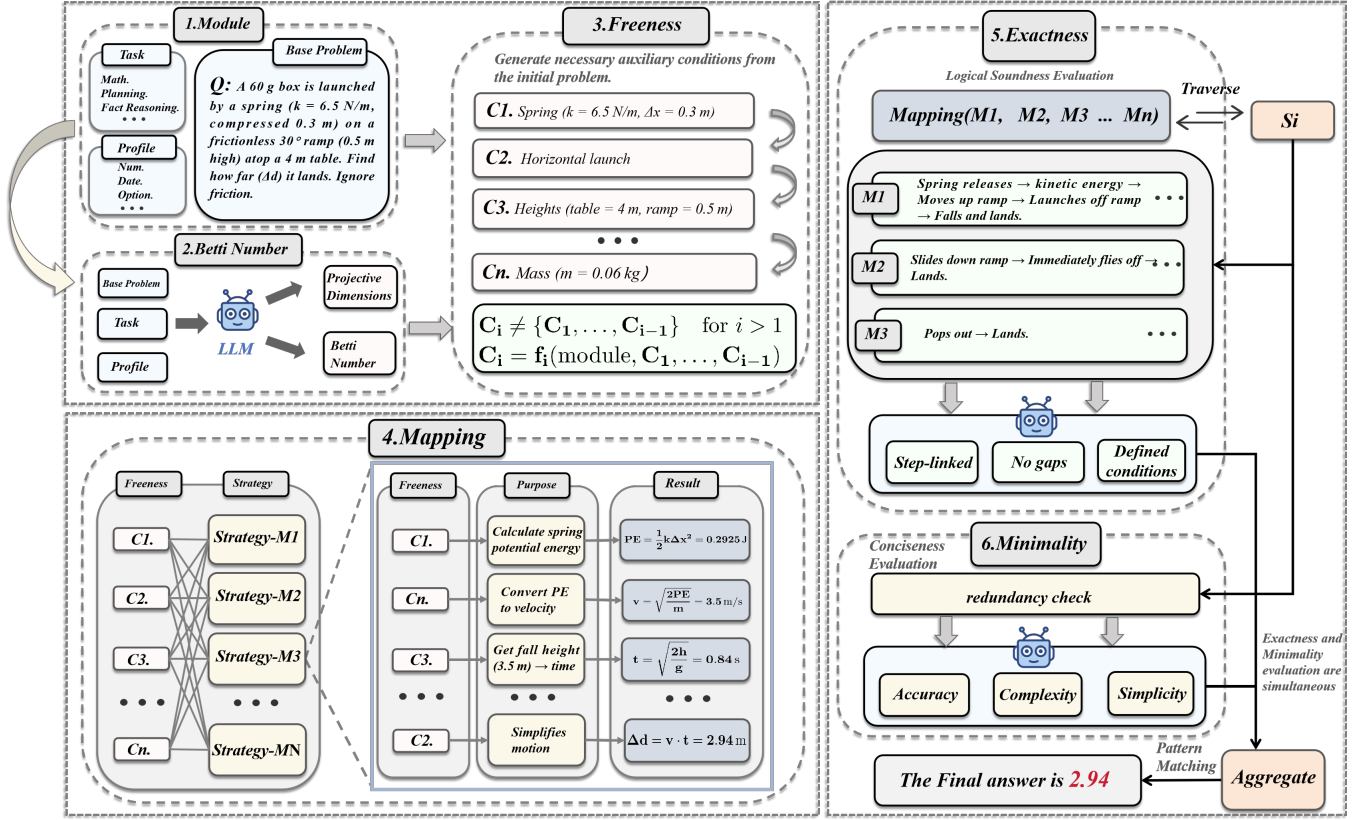 1.Module
Task
Math.
Planning.
Fact Reasoning.
• • •
Profile
Num.
Date.
Option.
• • •
Base Problem
Q: A 60 g box is launched
by a spring (k = 6.5 N/m,
compressed 0.3 m) on a
frictionless 30° ramp (0.5 m
high) atop a 4 m table. Find
how far (Δd) it lands. Ignore
friction.
2.Betti Number
Base Problem
Task
Profile
LLM
Projective
Dimensions
Betti
Number
3.Freeness
Generate necessary auxiliary conditions from
the initial problem.
C1. Spring (k = 6.5 N/m, Δx = 0.3 m)
C2. Horizontal launch
C3. Heights (table = 4 m, ramp = 0.5 m)
• • •
Cn. Mass (m = 0.06 kg)
C_i ≠ {C_1, . . . , C_{i−1}} for i > 1
C_i = f_i(module, C_1, . . . , C_{i−1})
4.Mapping
Freeness
Strategy
C1.
C2.
C3.
• • •
Cn.
Strategy-M1
Strategy-M2
Strategy-M3
• • •
Strategy-MN
Freeness
Purpose
Result
C1.
Calculate spring
potential energy
PE = 1/2 kΔx² = 0.2925 J
Cn.
Convert PE
to velocity
v − √(2PE/m) − 3.5 m/s
C3.
Get fall height
(3.5 m) → time
t = √(2h/g) = 0.84 s
• • •
• • •
• • •
C2.
Simplifies
motion
Δd = v · t = 2.94 m
5.Exactness
Logical Soundness Evaluation
Mapping(M1, M2, M3 ... Mn)
Traverse
Si
M1
Spring releases → kinetic energy →
Moves up ramp → Launches off ramp
→ Falls and lands.
• • •
M2
Slides down ramp → Immediately flies off →
Lands.
• • •
M3
Pops out → Lands.
• • •
Step-linked
No gaps
Defined
conditions
6.Minimality
Conciseness
Evaluation
redundancy check
Accuracy
Complexity
Simplicity
Exactness and
Minimality
evaluation are
simultaneous
Pattern
Matching
Aggregate
The Final answer is 2.94